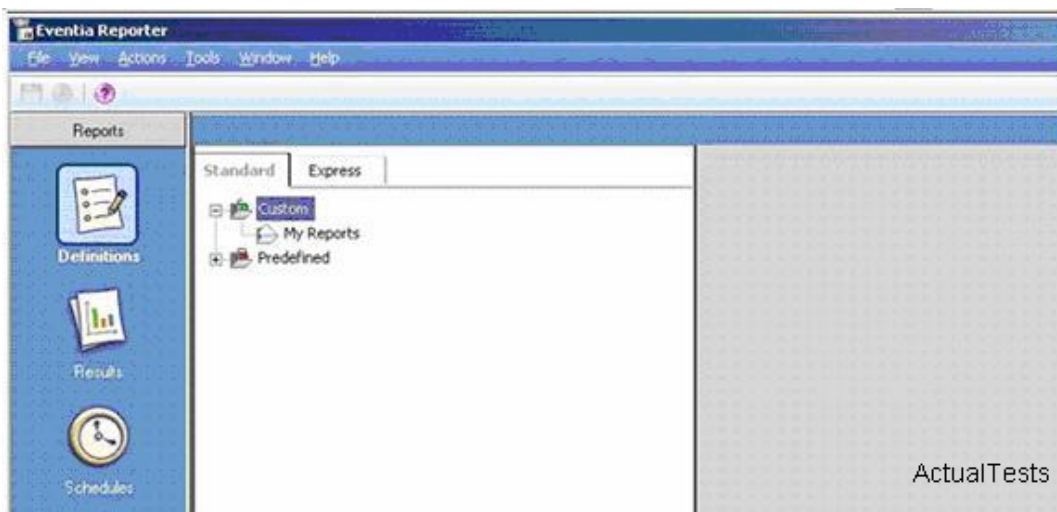 Eventia Reporter
File View Actions Tools Window Help
Reports
Standard Express
Custom
My Reports
Predefined
Definitions
Results
Schedules
ActualTests